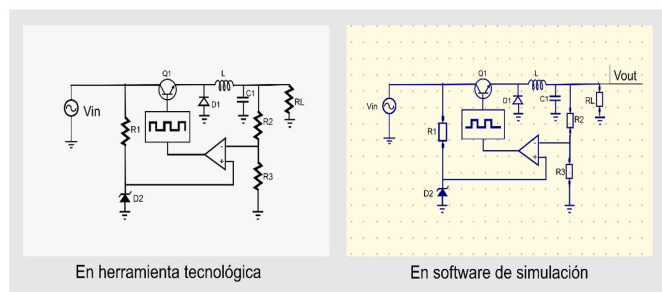 Q1
L
D1
C1
RL
Vin
R1
R2
-
+
R3
D2
En herramienta tecnológica
Q1
L
Vout
D1
C1
RL
Vin
R1
R2
-
+
R3
D2
En software de simulación